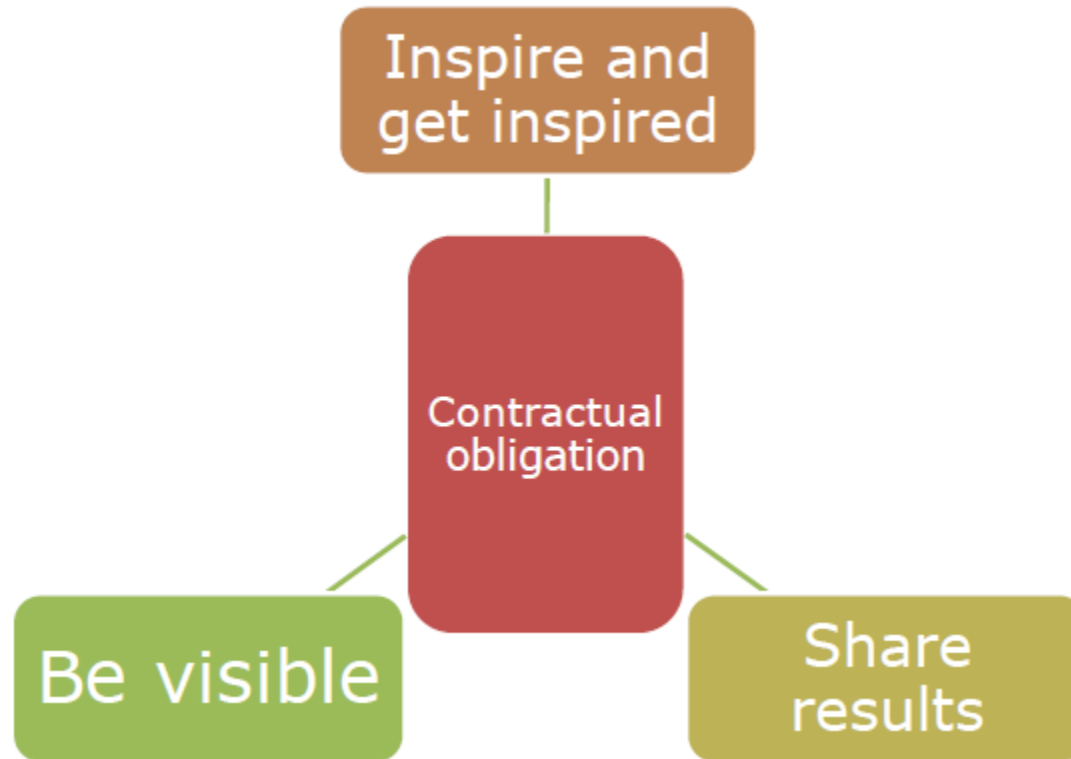 Inspire and
get inspired
Contractual
obligation
Be visible
Share
results